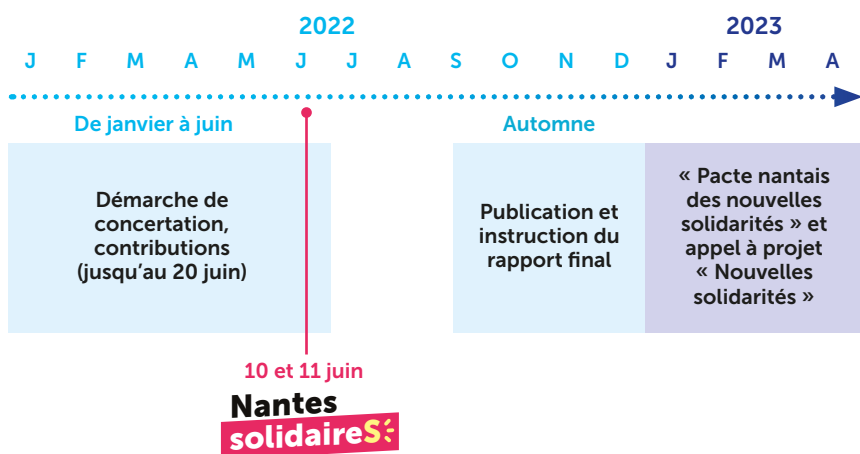 2022
2023
J F M A M J J A S O N D J F M A
De janvier à juin
Automne
Démarche de
concertation,
contributions
(jusqu'au 20 juin)
Publication et
instruction du
rapport final
« Pacte nantais
des nouvelles
solidarités » et
appel à projet
« Nouvelles
solidarités »
10 et 11 juin
Nantes
solidaireS